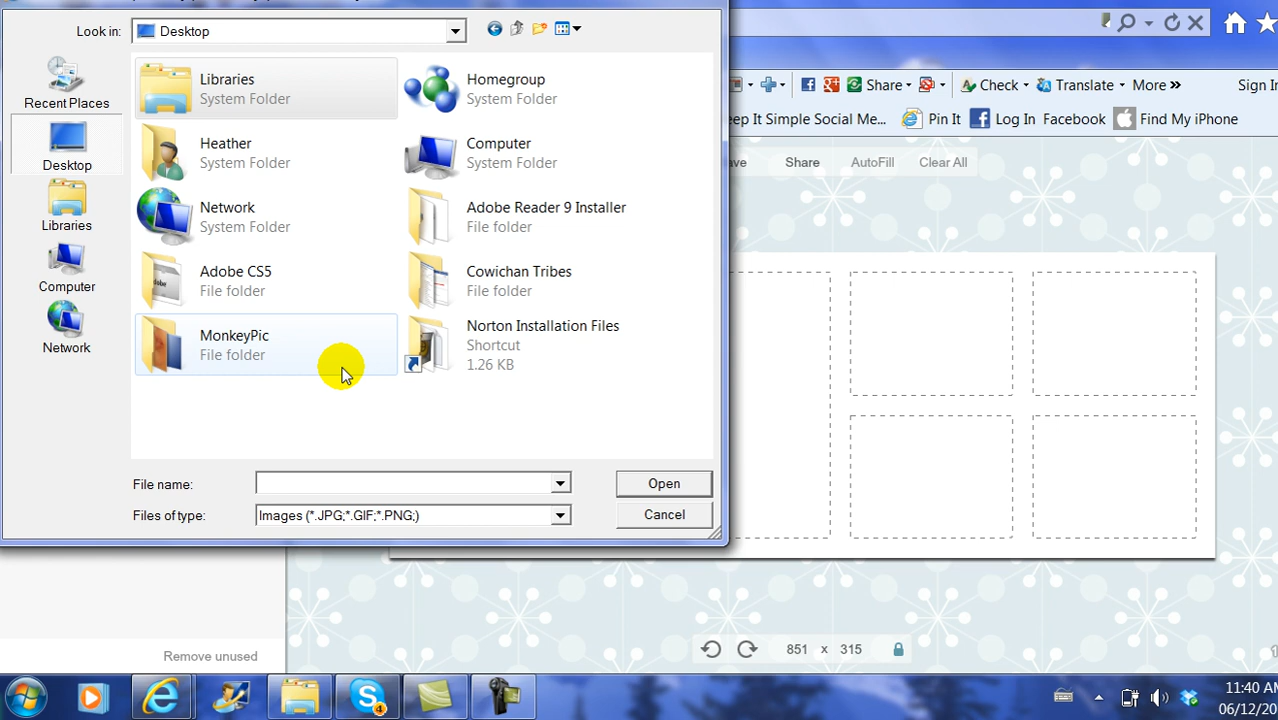 Look in:
Desktop
Recent Places
Desktop
Libraries
Computer
Network
Libraries
System Folder
Homegroup
System Folder
Heather
System Folder
Computer
System Folder
Network
System Folder
Adobe Reader 9 Installer
File folder
Adobe CS5
File folder
Cowichan Tribes
File folder
MonkeyPic
File folder
Norton Installation Files
Shortcut
1.26 KB
File name:
Open
Files of type:
Images (*.JPG;*.GIF;*.PNG;)
Cancel
Share
Check
Translate
More »
Sign In
eep It Simple Social Me...
Pin It
Log In
Facebook
Find My iPhone
ave
Share
AutoFill
Clear All
Remove unused
851 x 315
4
11:40 AM
06/12/20